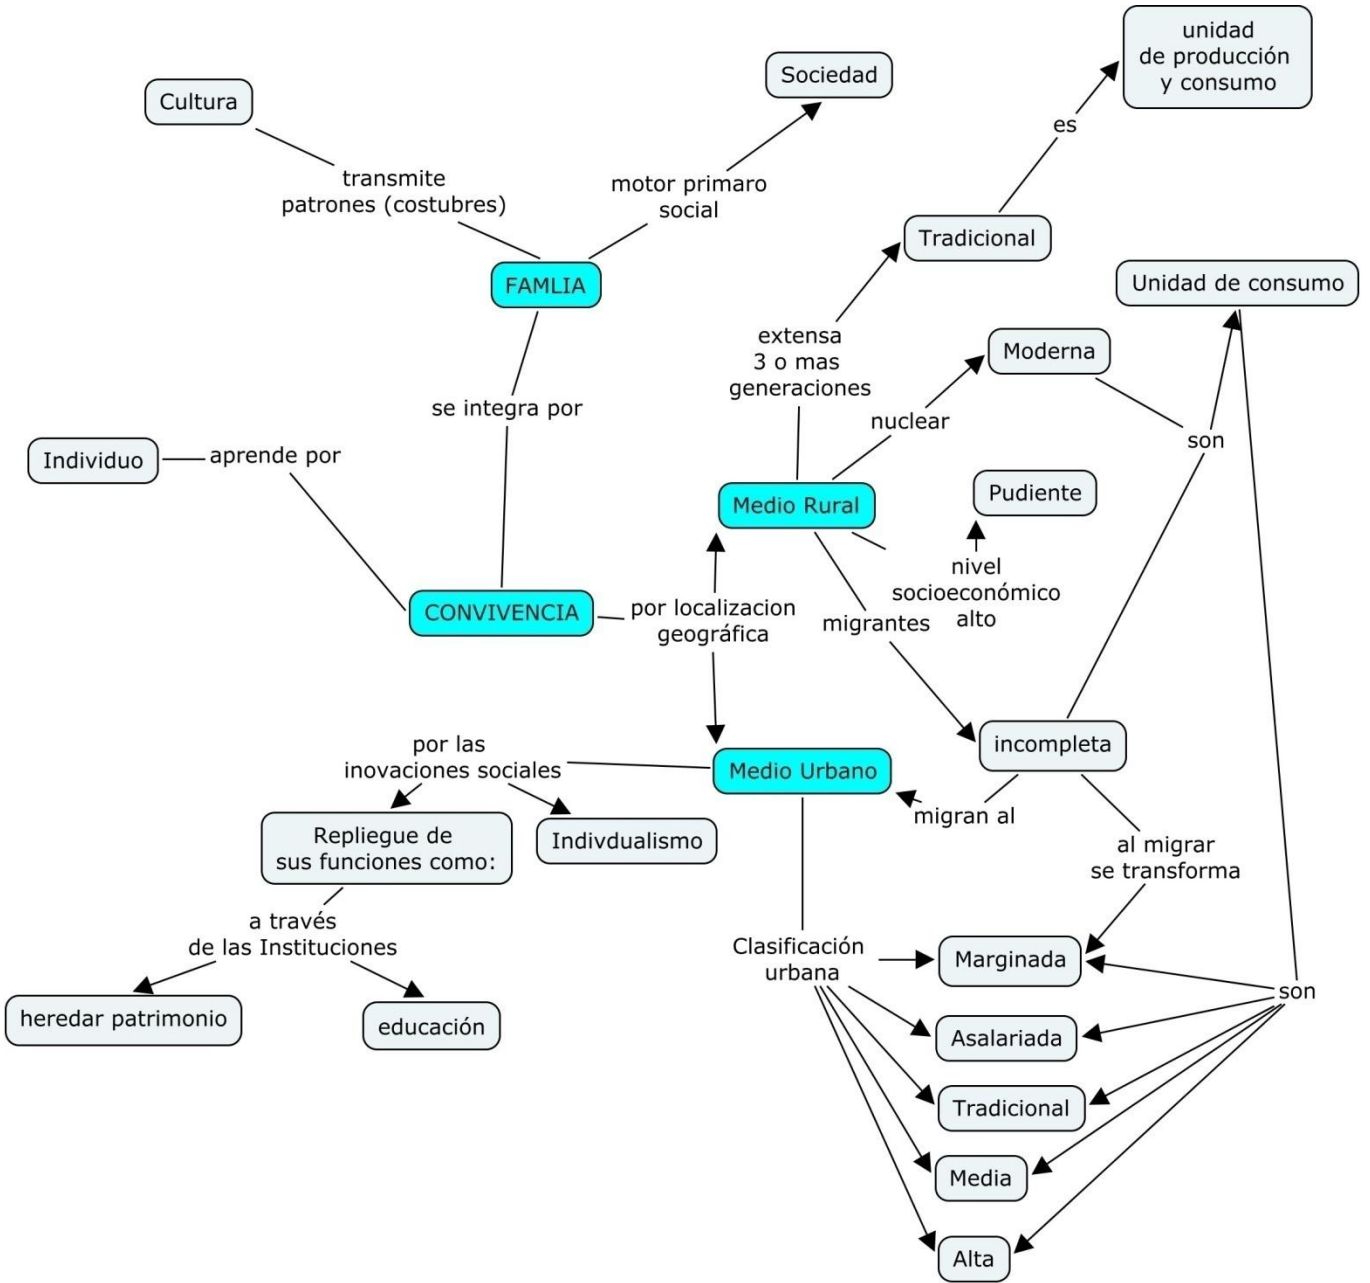 unidad
de producción
y consumo
Sociedad
Cultura
es
transmite
patrones (costubres)
motor primaro
social
Tradicional
FAMLIA
Unidad de consumo
extensa
3 o mas
generaciones
Moderna
se integra por
nuclear
son
Individuo
aprende por
Medio Rural
Pudiente
nivel
socioeconómico
alto
CONVIVENCIA
por localizacion
geográfica
migrantes
por las
inovaciones sociales
Medio Urbano
incompleta
migran al
Repliegue de
sus funciones como:
Indivdualismo
al migrar
se transforma
a través
de las Instituciones
Clasificación
urbana
Marginada
son
heredar patrimonio
educación
Asalariada
Tradicional
Media
Alta